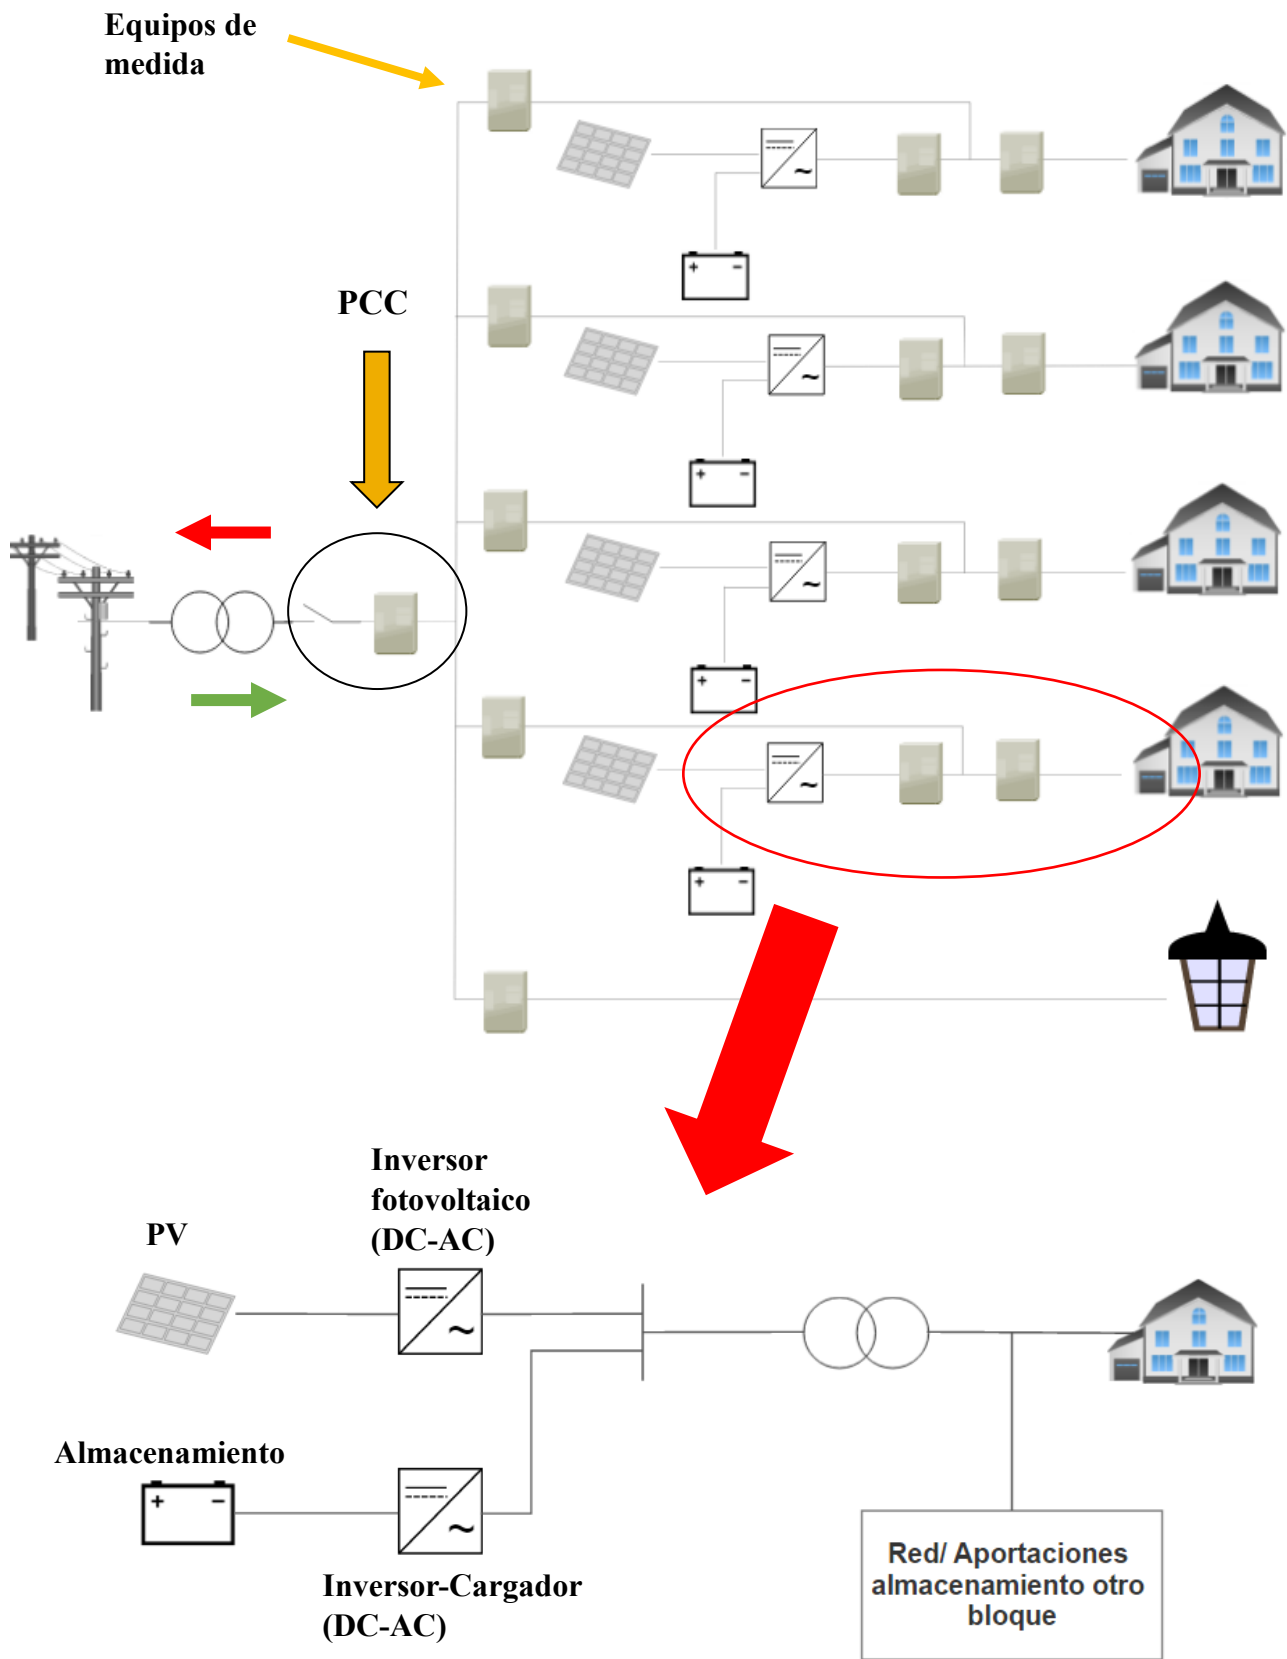 Equipos de
medida
PCC
Inversor
fotovoltaico
(DC-AC)
PV
Almacenamiento
Inversor-Cargador
(DC-AC)
Red/ Aportaciones
almacenamiento otro
bloque